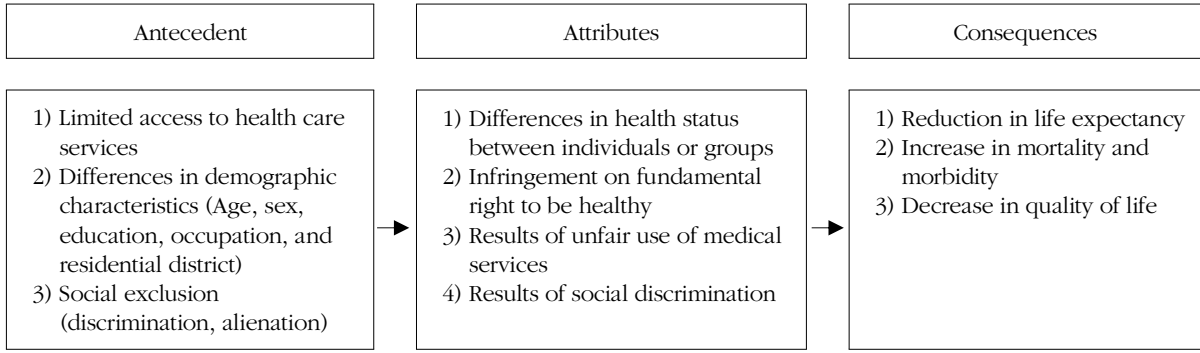 Antecedent
Attributes
Consequences
1) Limited access to health care
services
2) Differences in demographic
characteristics (Age, sex,
education, occupation, and
residential district)
3) Social exclusion
(discrimination, alienation)
1) Differences in health status
between individuals or groups
2) Infringement on fundamental
right to be healthy
3) Results of unfair use of medical
services
4) Results of social discrimination
1) Reduction in life expectancy
2) Increase in mortality and
morbidity
3) Decrease in quality of life